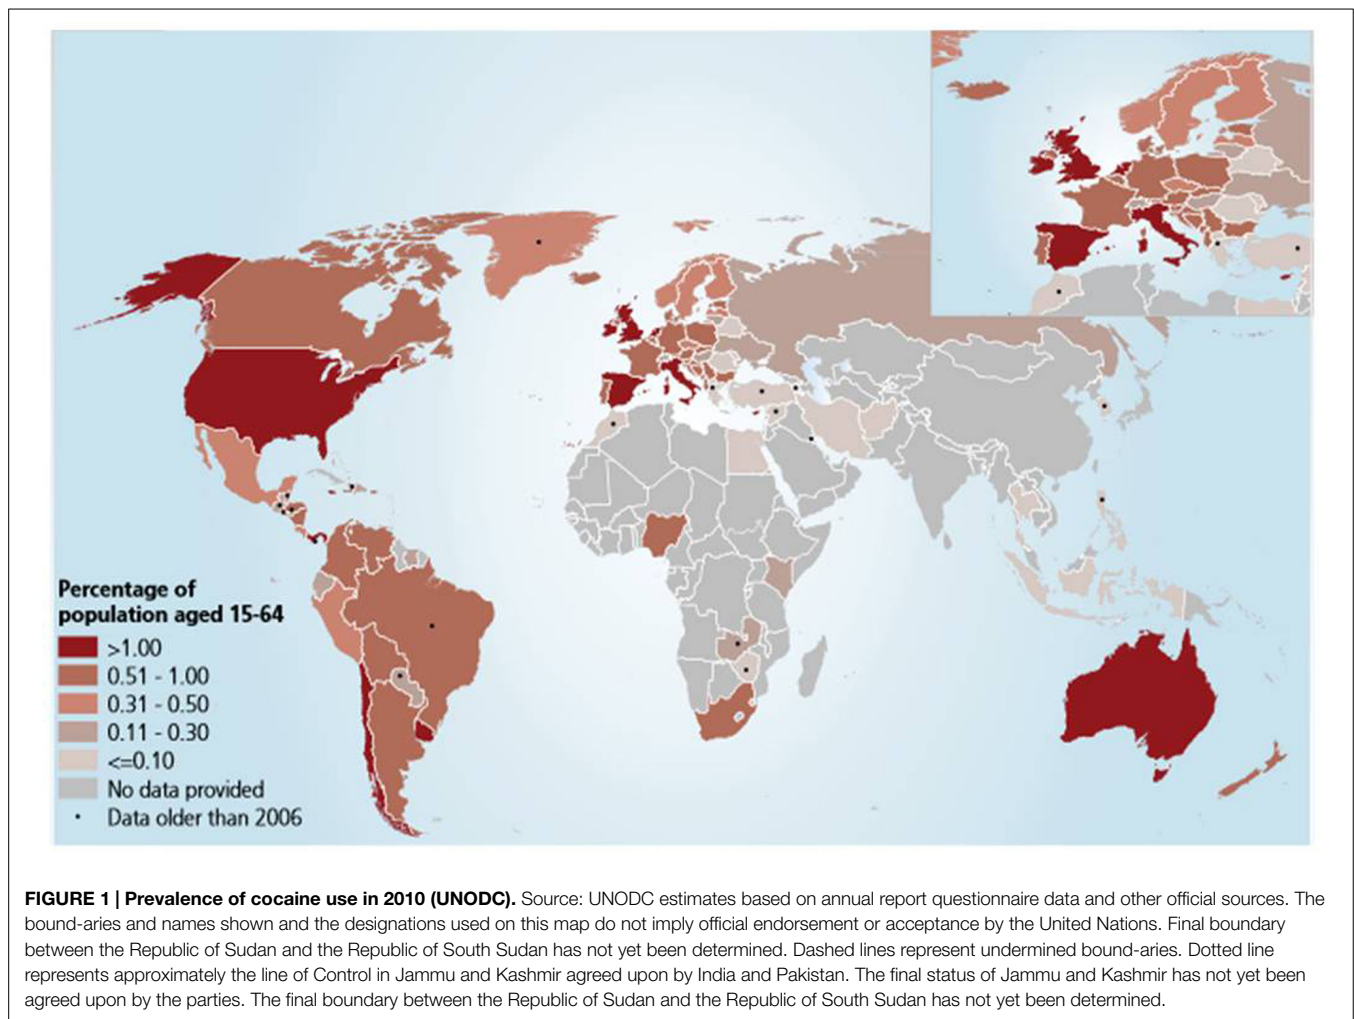 Percentage of
population aged 15-64
>1.00
0.51 - 1.00
0.31 - 0.50
0.11 - 0.30
<=0.10
No data provided
Data older than 2006
FIGURE 1 | Prevalence of cocaine use in 2010 (UNODC). Source: UNODC estimates based on annual report questionnaire data and other official sources. The
bound-aries and names shown and the designations used on this map do not imply official endorsement or acceptance by the United Nations. Final boundary
between the Republic of Sudan and the Republic of South Sudan has not yet been determined. Dashed lines represent undermined bound-aries. Dotted line
represents approximately the line of Control in Jammu and Kashmir agreed upon by India and Pakistan. The final status of Jammu and Kashmir has not yet been
agreed upon by the parties. The final boundary between the Republic of Sudan and the Republic of South Sudan has not yet been determined.